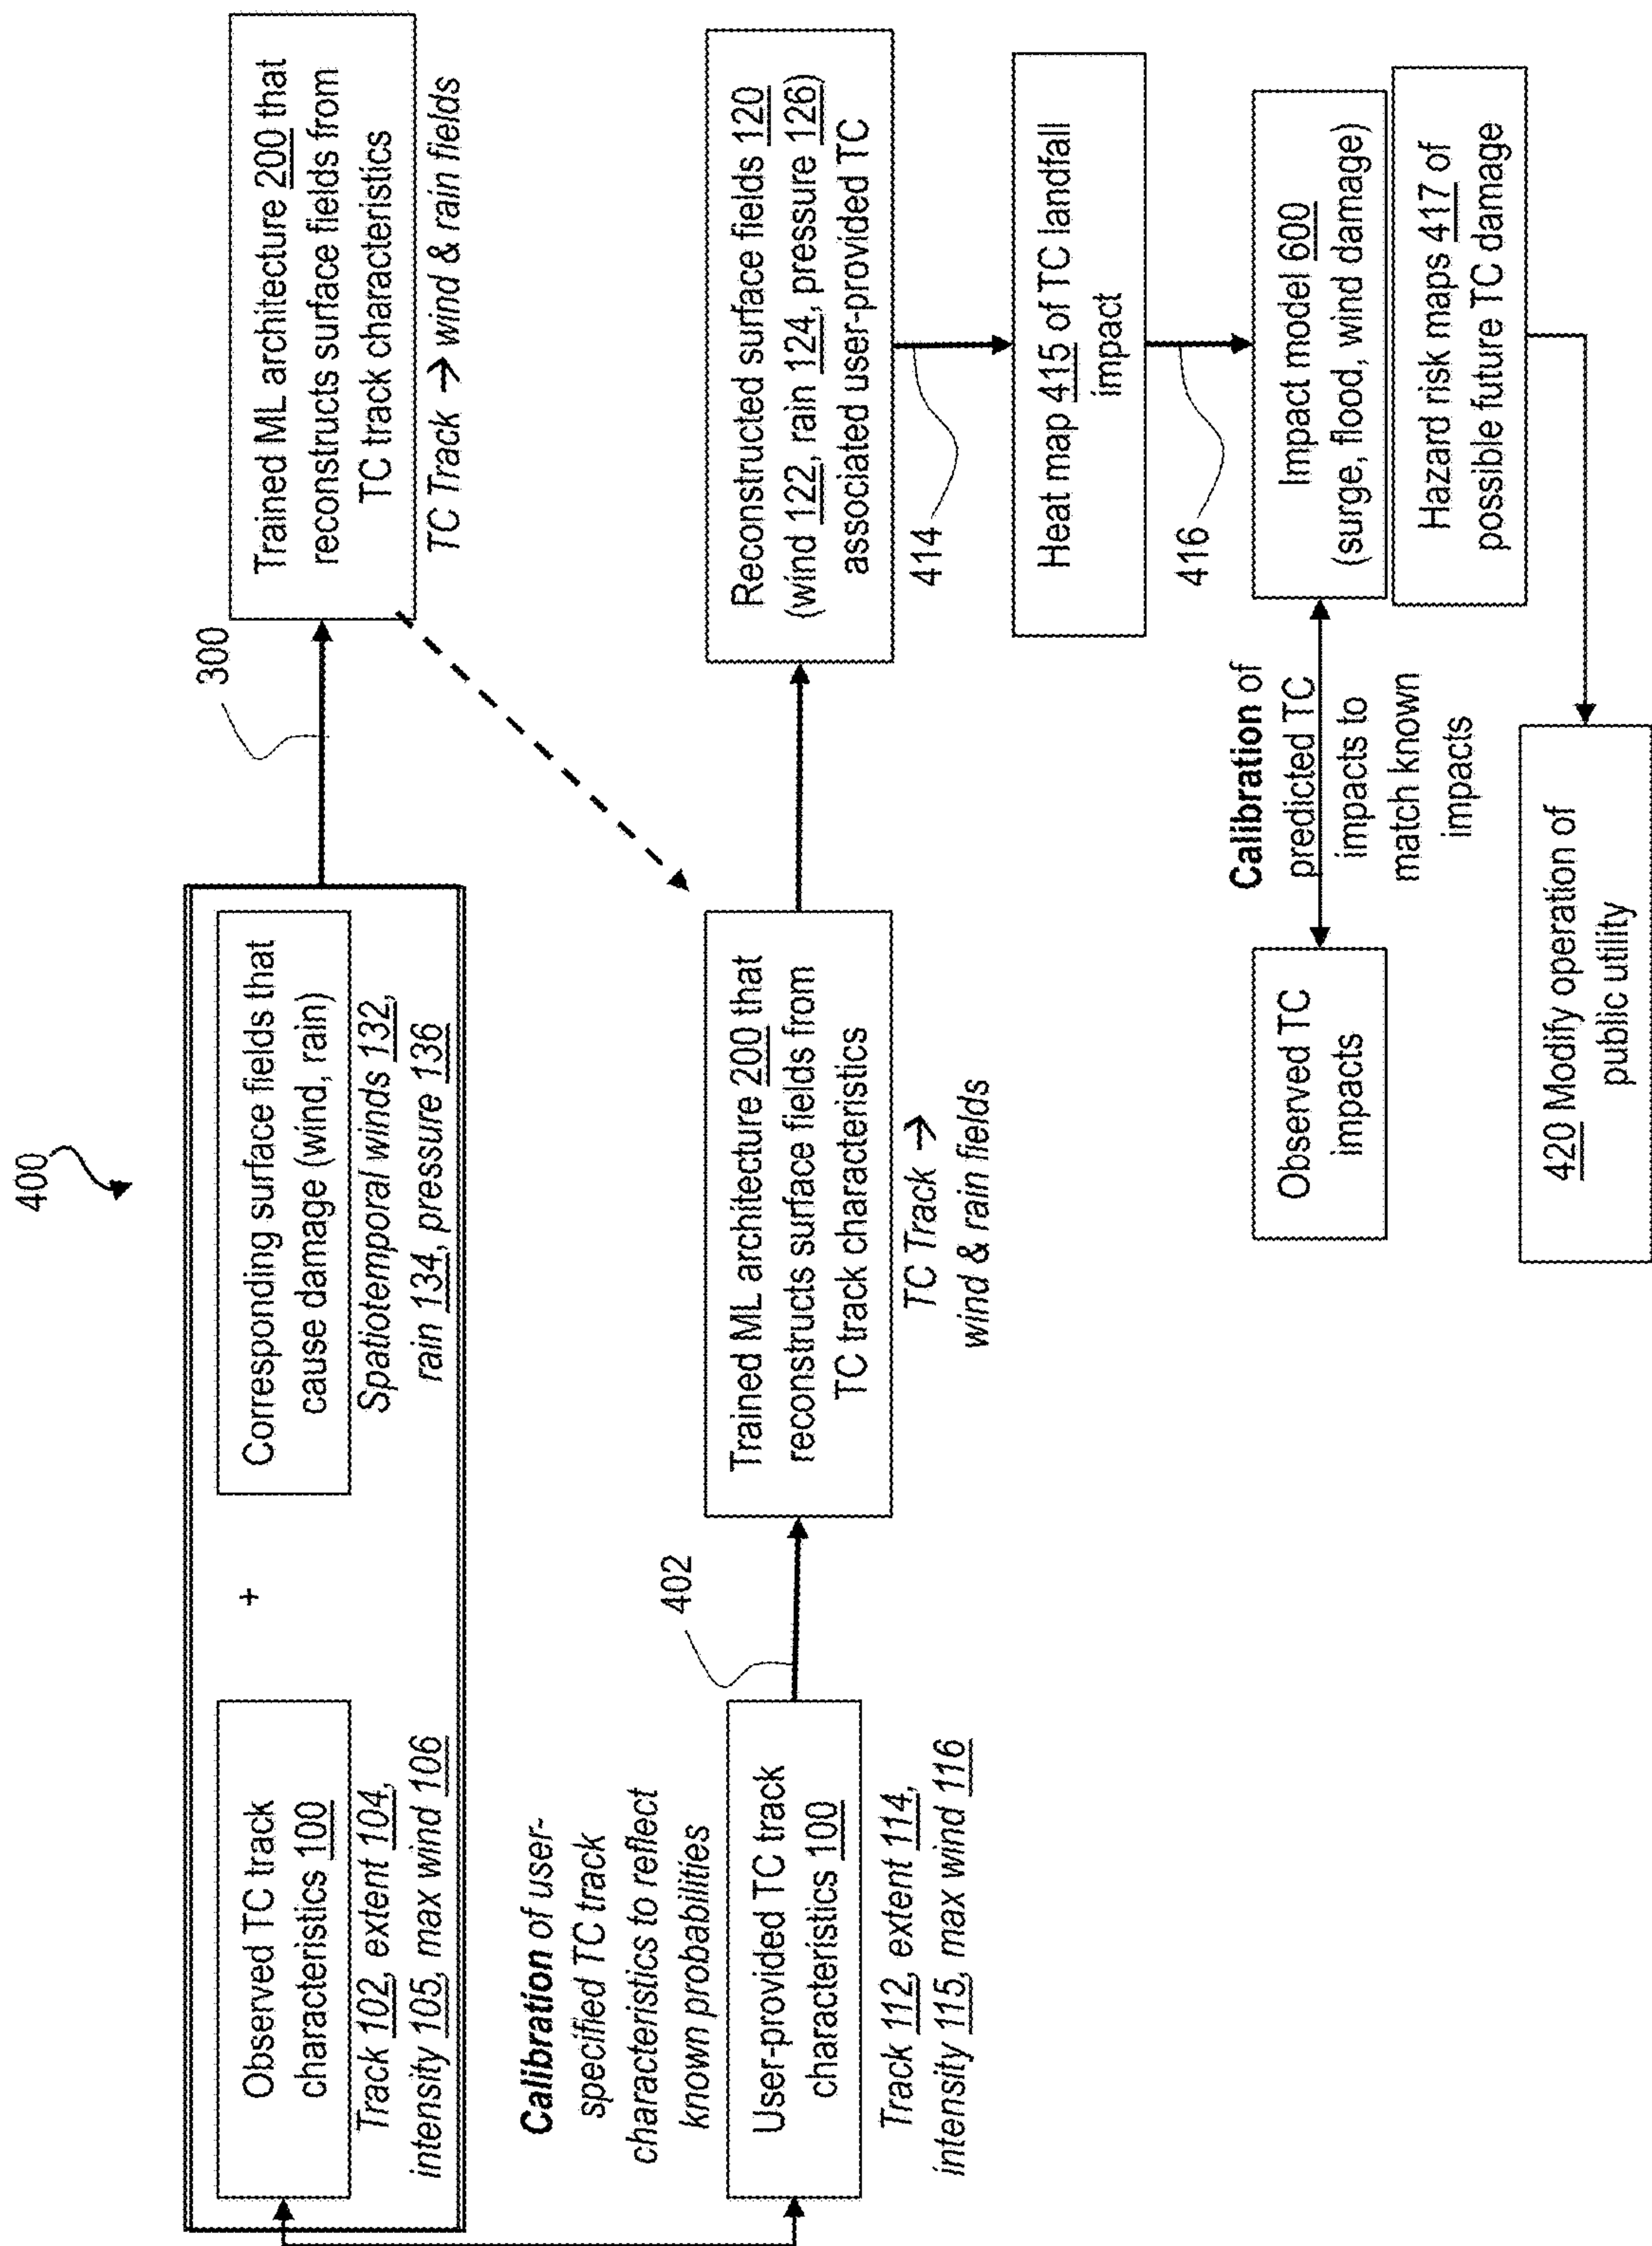 400
Observed TC track
characteristics 100
Track 102, extent 104,
intensity 105, max wind 106
+
Corresponding surface fields that
cause damage (wind, rain)
Spatiotemporal winds 132,
rain 134, pressure 136
300
Trained ML architecture 200 that
reconstructs surface fields from
TC track characteristics
TC Track → wind & rain fields
Calibration of user-
specified TC track
characteristics to reflect
known probabilities
User-provided TC track
characteristics 100
Track 112, extent 114,
intensity 115, max wind 116
402
Trained ML architecture 200 that
reconstructs surface fields from
TC track characteristics
TC Track →
wind & rain fields
Reconstructed surface fields 120
(wind 122, rain 124, pressure 126)
associated user-provided TC
414
Heat map 415 of TC landfall
impact
416
Observed TC
impacts
Calibration of
predicted TC
impacts to
match known
impacts
Impact model 600
(surge, flood, wind damage)
Hazard risk maps 417 of
possible future TC damage
420 Modify operation of
public utility